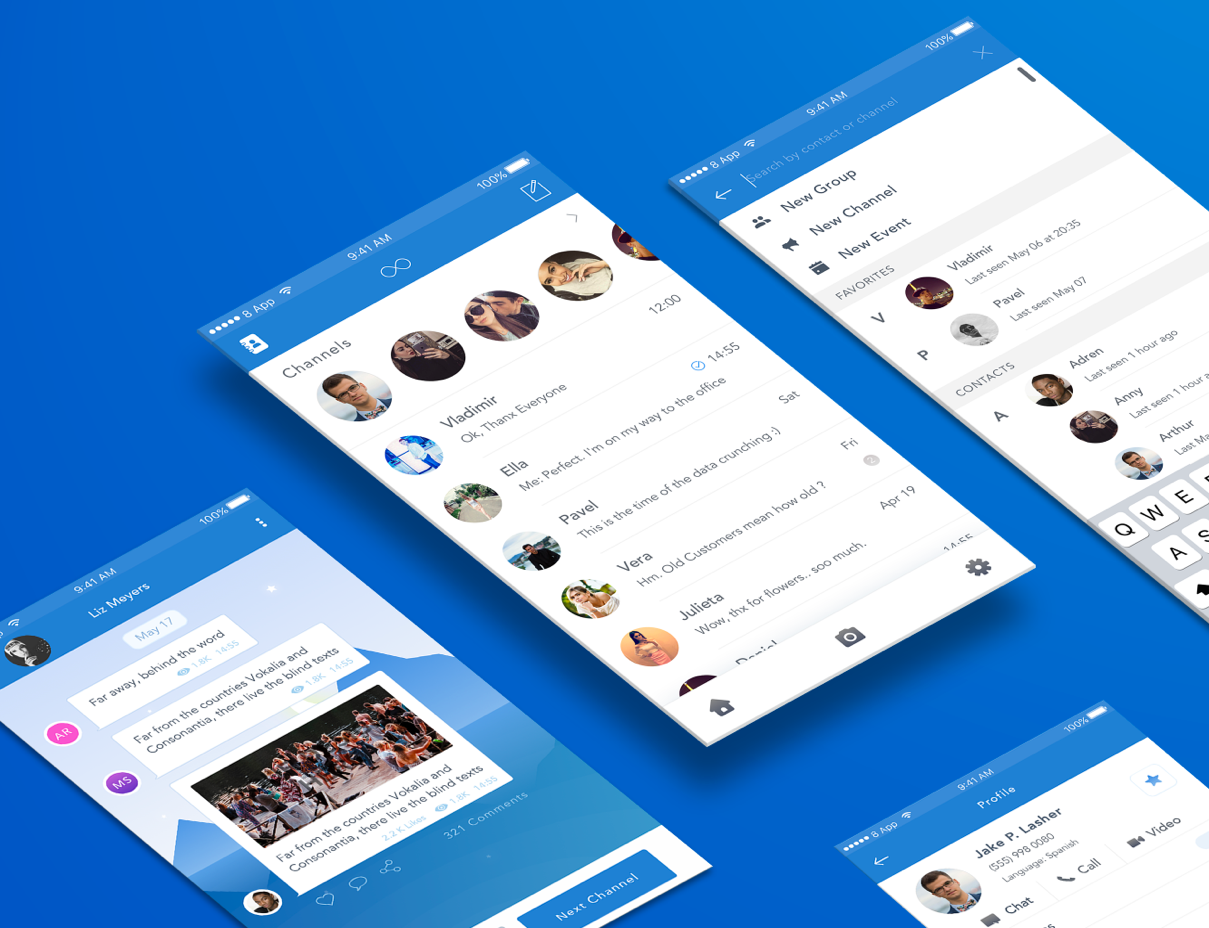 8 App
9:41 AM
100%
Channels
12:00
Vladimir
Ok, Thanx Everyone
14:55
Ella
Me: Perfect. I'm on my way to the office
Sat
Pavel
This is the time of the data crunching :)
Fri
2
Vera
Hm. Old Customers mean how old ?
Apr 19
Julieta
Wow, thx for flowers.. soo much.
14:55
Daniel
8 App
9:41 AM
100%
Search by contact or channel
New Group
New Channel
New Event
FAVORITES
V
Vladimir
Last seen May 06 at 20:35
P
Pavel
Last seen May 07
CONTACTS
A
Adren
Last seen 1 hour ago
Anny
Last seen 1 hour a
Arthur
Last Ma
Q W E
A S
9:41 AM
100%
Liz Meyers
May 17
Far away, behind the word
1.8K 14:55
AR
Far from the countries Vokalia and
Consonantia, there live the blind texts
1.8K 14:55
MS
Far from the countries Vokalia and
Consonantia, there live the blind texts
2.2K Likes 1.8K 14:55
321 Comments
Next Channel
8 App
9:41 AM
100%
Profile
Jake P. Lasher
(555) 998 0080
Language: Spanish
Chat
Call
Video